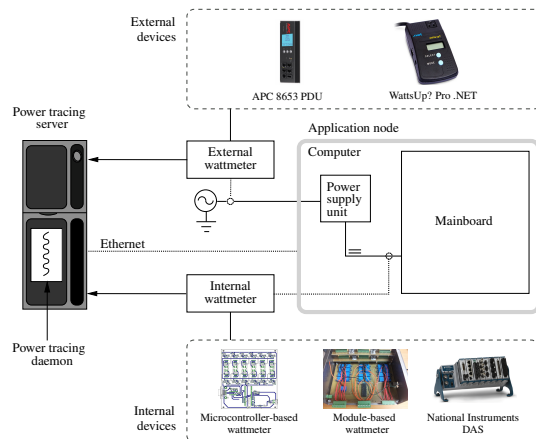 External
devices
APC 8653 PDU
WattsUp? Pro .NET
Power tracing
server
Application node
External
wattmeter
Computer
Power
supply
unit
Mainboard
Ethernet
Internal
wattmeter
Power tracing
daemon
Internal
devices
Microcontroller-based
wattmeter
Module-based
wattmeter
National Instruments
DAS